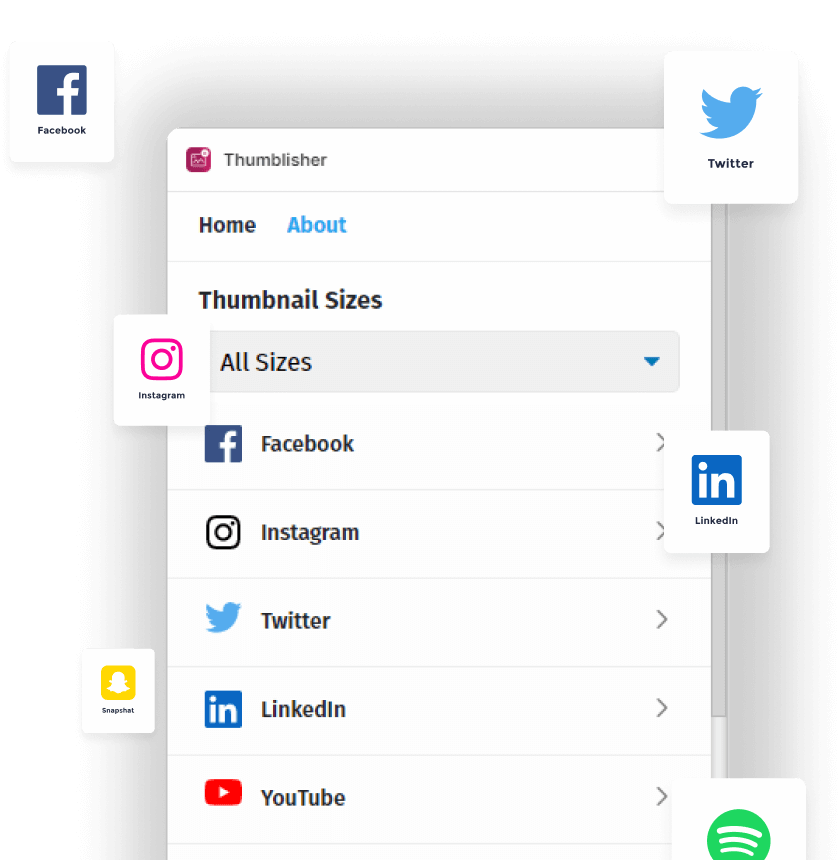 Facebook
Twitter
Thumblisher
Home About
Thumbnail Sizes
All Sizes
Instagram
Facebook
LinkedIn
Instagram
Twitter
Snapshat
LinkedIn
YouTube